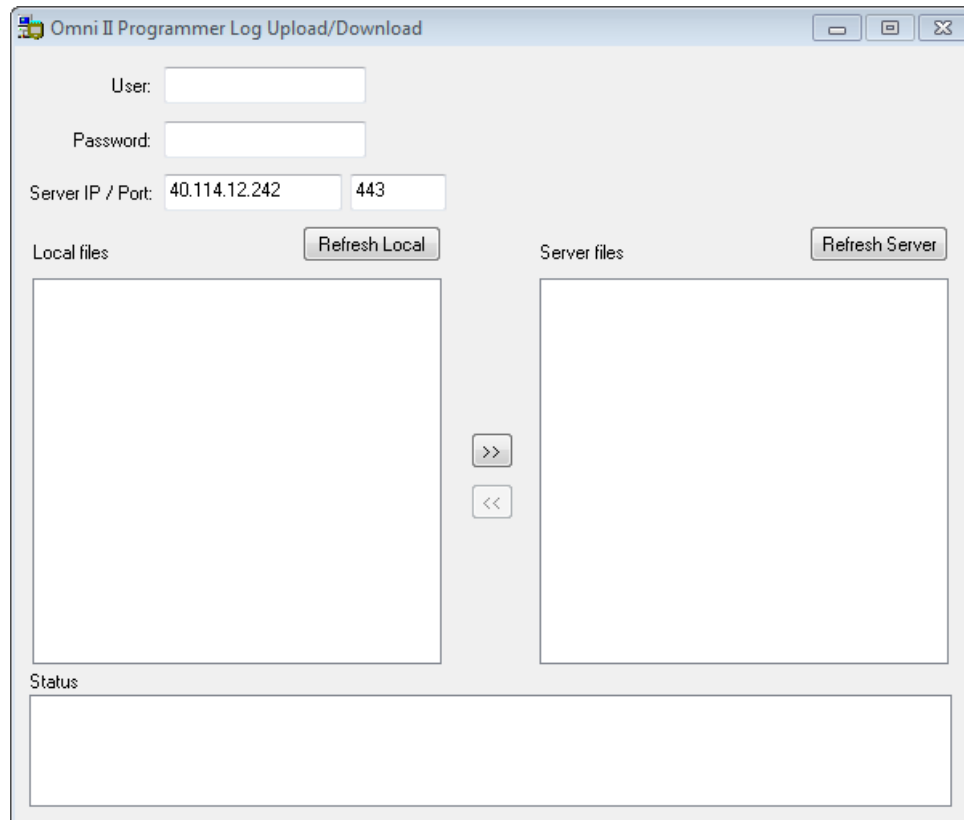 Omni II Programmer Log Upload/Download
User:
Password:
Server IP / Port: 40.114.12.242 443
Local files Refresh Local Server files Refresh Server
>>
<<
Status